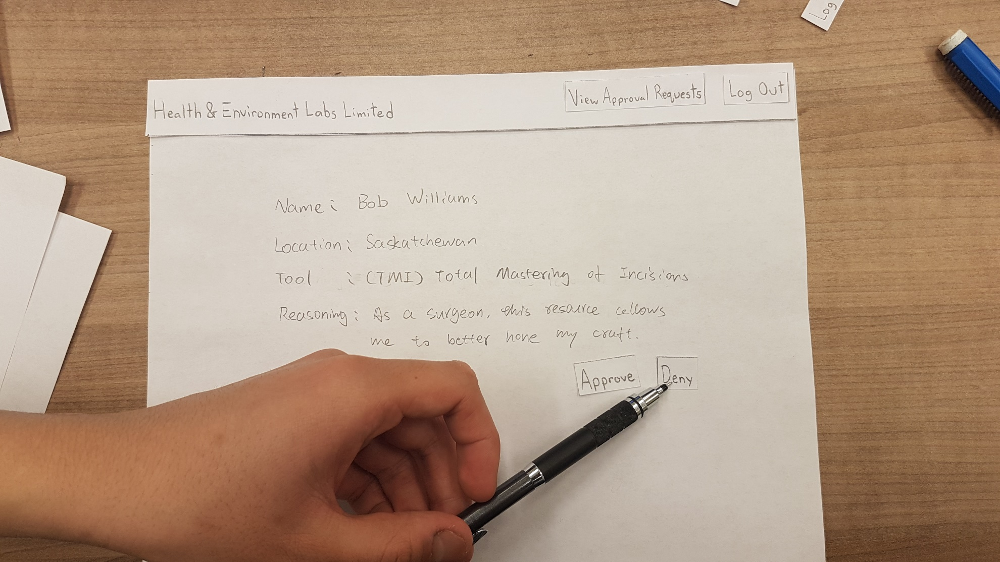 Log
Health & Environment Labs Limited
View Approval Requests
Log Out
Name: Bob Williams
Location: Saskatchewan
Tool : (TMI) Total Mastering of Incisions
Reasoning: As a surgeon, this resource allows
me to better hone my craft.
Approve
Deny